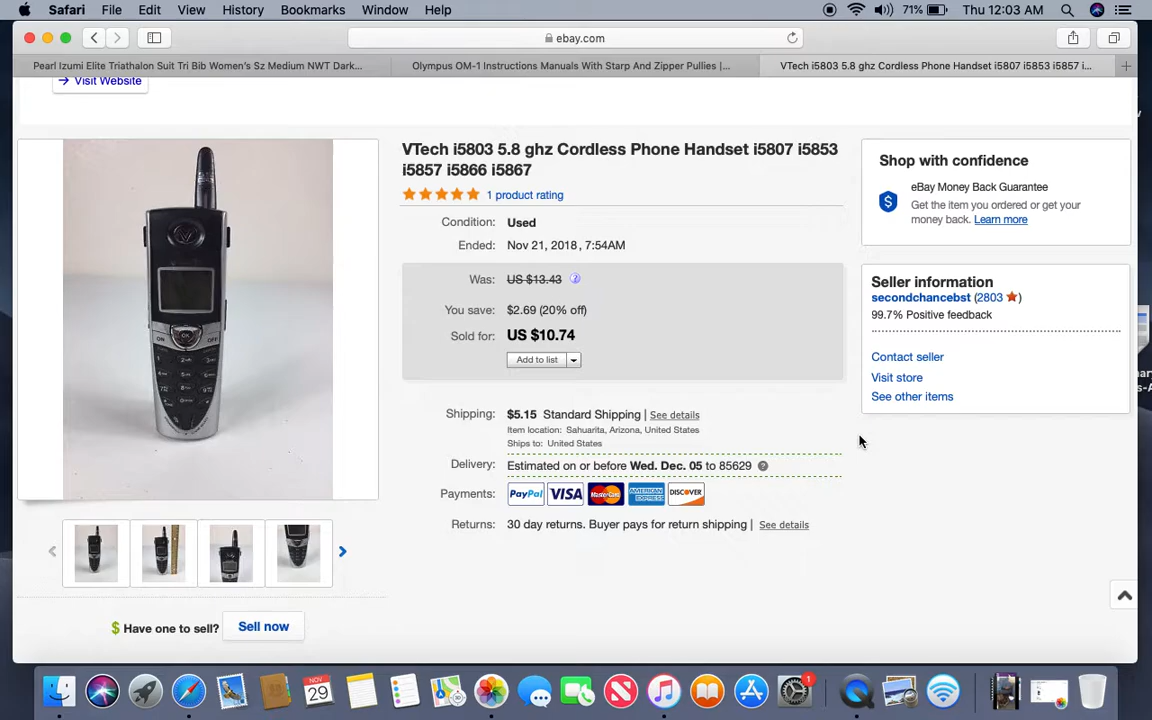 Safari File Edit View History Bookmarks Window Help 71% Thu 12:03 AM
ebay.com
Pearl Izumi Elite Triathalon Suit Tri Bib Women's Sz Medium NWT Dark... Olympus OM-1 Instructions Manuals With Starp And Zipper Pullies |... VTech i5803 5.8 ghz Cordless Phone Handset i5807 i5853 i5857 i...
→ Visit Website
VTech i5803 5.8 ghz Cordless Phone Handset i5807 i5853
i5857 i5866 i5867
1 product rating
Condition: Used
Ended: Nov 21, 2018 , 7:54AM
Was: US $13.43
You save: $2.69 (20% off)
Sold for: US $10.74
Add to list
Shipping: $5.15 Standard Shipping | See details
Item location: Sahuarita, Arizona, United States
Ships to: United States
Delivery: Estimated on or before Wed. Dec. 05 to 85629
Payments: PayPal VISA MasterCard AMERICAN EXPRESS DISCOVER
Returns: 30 day returns. Buyer pays for return shipping | See details
Shop with confidence
eBay Money Back Guarantee
Get the item you ordered or get your
money back. Learn more
Seller information
secondchancebst (2803)
99.7% Positive feedback
Contact seller
Visit store
See other items
$ Have one to sell? Sell now
NOV
29
1